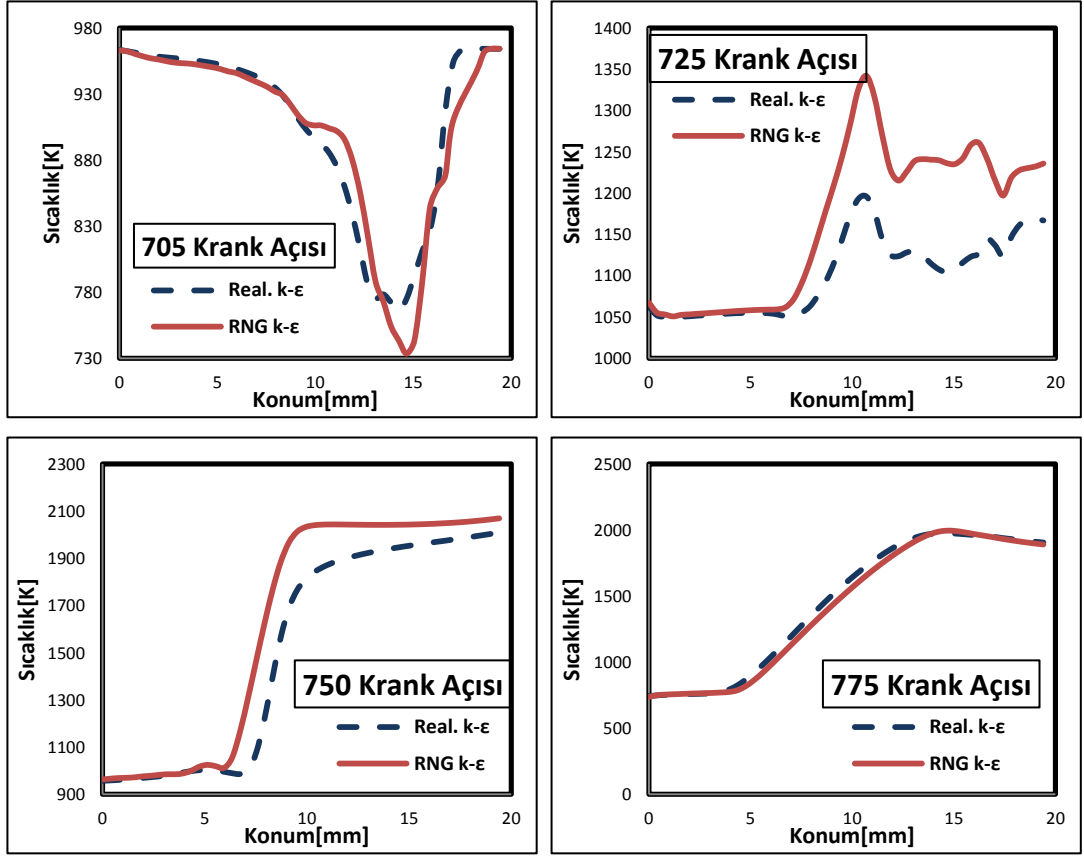 980
930
880
830
780
730
Sıcaklık[K]
705 Krank Açısı
Real. k-ε
RNG k-ε
0 5 10 15 20
Konum[mm]
1400
1350
1300
1250
1200
1150
1100
1050
1000
Sıcaklık[K]
725 Krank Açısı
Real. k-ε
RNG k-ε
0 5 10 15 20
Konum[mm]
2300
2100
1900
1700
1500
1300
1100
900
Sıcaklık[K]
750 Krank Açısı
Real. k-ε
RNG k-ε
0 5 10 15 20
Konum[mm]
2500
2000
1500
1000
500
0
Sıcaklık[K]
775 Krank Açısı
Real. k-ε
RNG k-ε
0 5 10 15 20
Konum[mm]